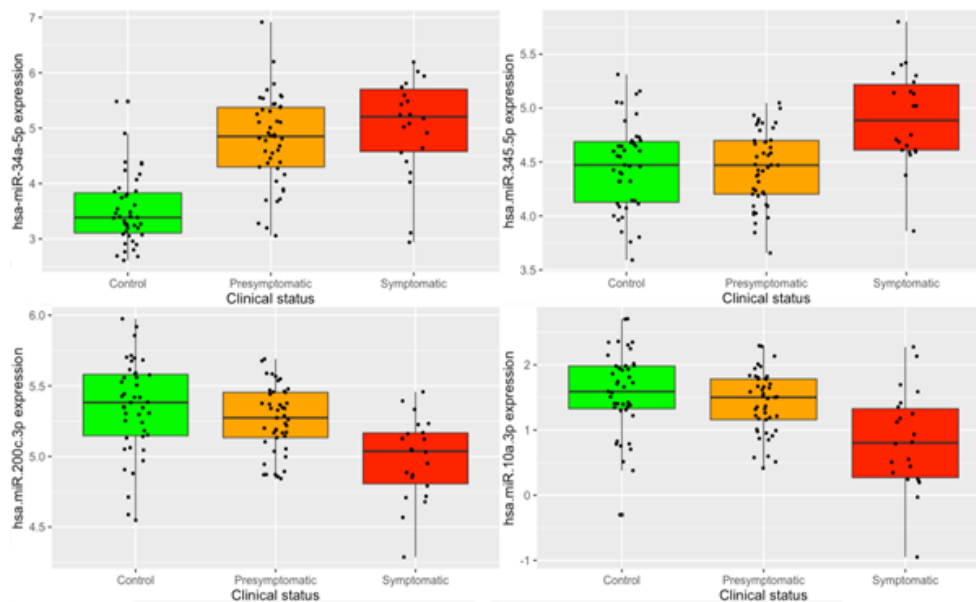 hsa-miR-34a-5p expression
7
6
5
4
3
Control Presymptomatic Symptomatic
Clinical status
hsa.miR.345.5p expression
5.5
5.0
4.5
4.0
3.5
Control Presymptomatic Symptomatic
Clinical status
hsa.miR.200c.3p expression
6.0
5.5
5.0
4.5
Control Presymptomatic Symptomatic
Clinical status
hsa.miR.10a.3p expression
2
1
0
-1
Control Presymptomatic Symptomatic
Clinical status